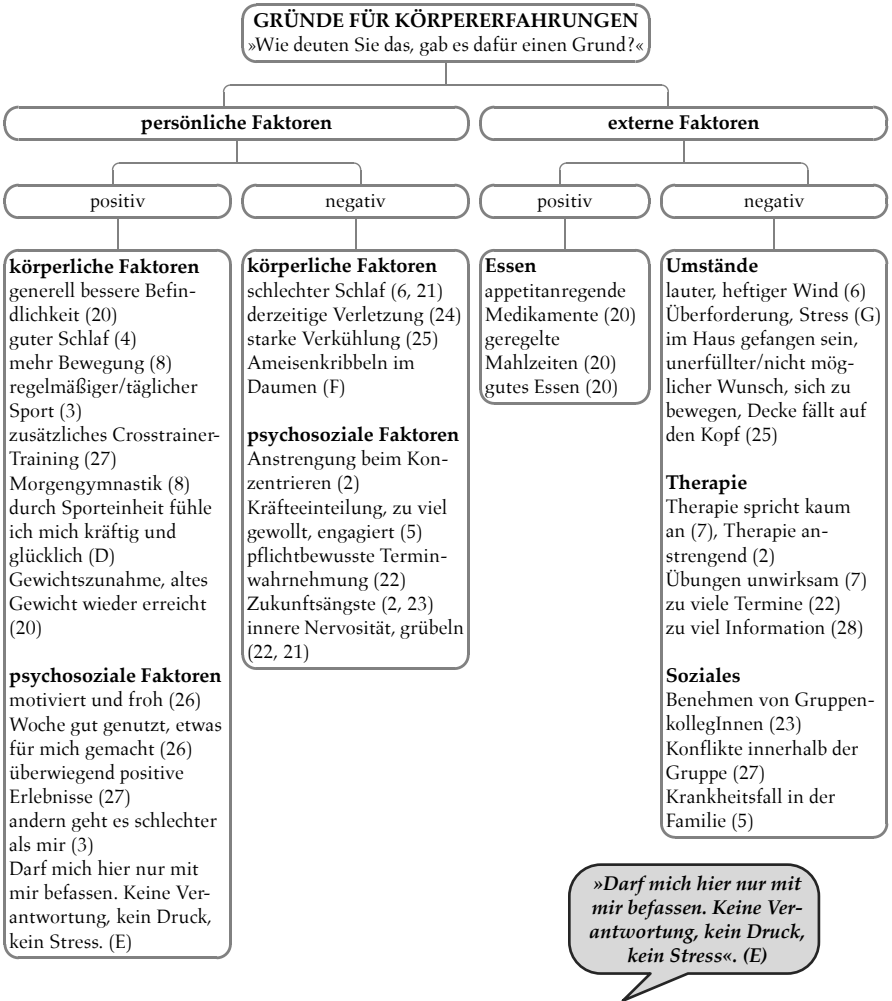 GRÜNDE FÜR KÖRPERERFAHRUNGEN
»Wie deuten Sie das, gab es dafür einen Grund?«
persönliche Faktoren
externe Faktoren
positiv
negativ
positiv
negativ
körperliche Faktoren
generell bessere Befin-
dlichkeit (20)
guter Schlaf (4)
mehr Bewegung (8)
regelmäßiger/täglicher
Sport (3)
zusätzliches Crosstrainer-
Training (27)
Morgengymnastik (8)
durch Sporteinheit fühle
ich mich kräftig und
glücklich (D)
Gewichtszunahme, altes
Gewicht wieder erreicht
(20)
psychosoziale Faktoren
motiviert und froh (26)
Woche gut genutzt, etwas
für mich gemacht (26)
überwiegend positive
Erlebnisse (27)
andern geht es schlechter
als mir (3)
Darf mich hier nur mit
mir befassen. Keine Ver-
antwortung, kein Druck,
kein Stress. (E)
körperliche Faktoren
schlechter Schlaf (6, 21)
derzeitige Verletzung (24)
starke Verkühlung (25)
Ameisenkribbeln im
Daumen (F)
psychosoziale Faktoren
Anstrengung beim Kon-
zentrieren (2)
Kräfteeinteilung, zu viel
gewollt, engagiert (5)
pflichtbewusste Termin-
wahrnehmung (22)
Zukunftsängste (2, 23)
innere Nervosität, grübeln
(22, 21)
Essen
appetitanregende
Medikamente (20)
geregelte
Mahlzeiten (20)
gutes Essen (20)
Umstände
lauter, heftiger Wind (6)
Überforderung, Stress (G)
im Haus gefangen sein,
unerfüllter/nicht mög-
licher Wunsch, sich zu
bewegen, Decke fällt auf
den Kopf (25)
Therapie
Therapie spricht kaum
an (7), Therapie an-
strengend (2)
Übungen unwirksam (7)
zu viele Termine (22)
zu viel Information (28)
Soziales
Benehmen von Gruppen-
kollegInnen (23)
Konflikte innerhalb der
Gruppe (27)
Krankheitsfall in der
Familie (5)
»Darf mich hier nur mit
mir befassen. Keine Ver-
antwortung, kein Druck,
kein Stress«. (E)